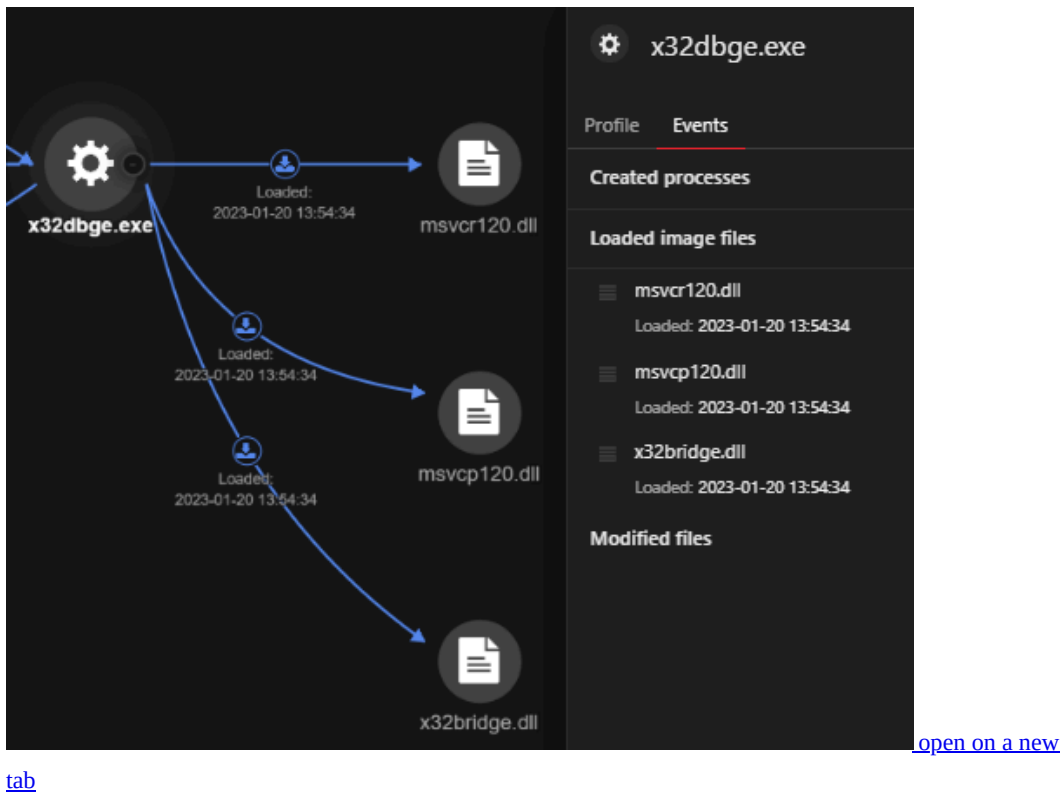 x32dbge.exe
Loaded:
2023-01-20 13:54:34
msvcr120.dll
Loaded:
2023-01-20 13:54:34
msvcp120.dll
Loaded:
2023-01-20 13:54:34
x32bridge.dll
x32dbge.exe
Profile Events
Created processes
Loaded image files
msvcr120.dll
Loaded: 2023-01-20 13:54:34
msvcp120.dll
Loaded: 2023-01-20 13:54:34
x32bridge.dll
Loaded: 2023-01-20 13:54:34
Modified files
open on a new
tab